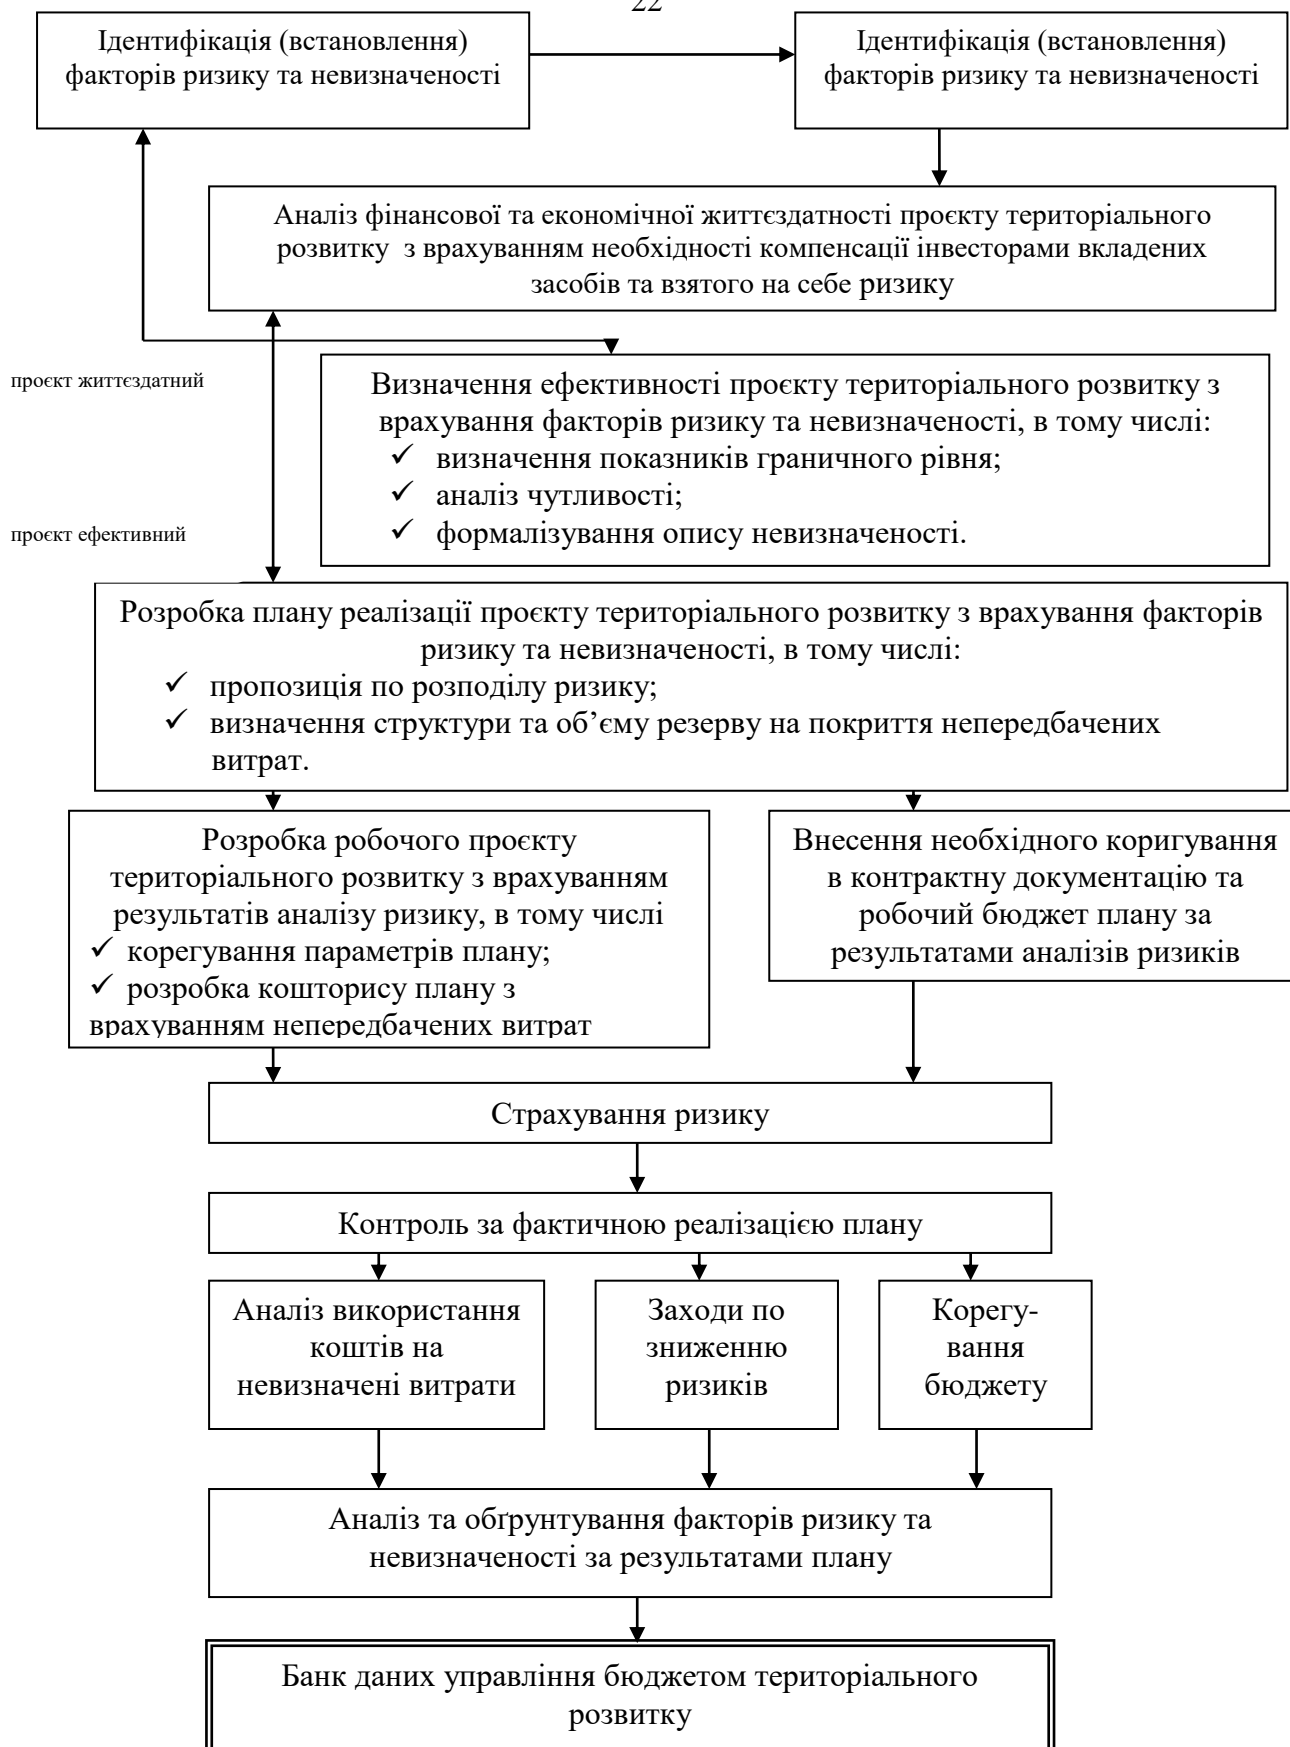 22
Ідентифікація (встановлення)
факторів ризику та невизначеності
Ідентифікація (встановлення)
факторів ризику та невизначеності
Аналіз фінансової та економічної життєздатності проєкту територіального
розвитку з врахуванням необхідності компенсації інвесторами вкладених
засобів та взятого на себе ризику
проєкт життєздатний
Визначення ефективності проєкту територіального розвитку з
врахування факторів ризику та невизначеності, в тому числі:
✓ визначення показників граничного рівня;
✓ аналіз чутливості;
✓ формалізування опису невизначеності.
проєкт ефективний
Розробка плану реалізації проєкту територіального розвитку з врахування факторів
ризику та невизначеності, в тому числі:
✓ пропозиція по розподілу ризику;
✓ визначення структури та об’єму резерву на покриття непередбачених
витрат.
Розробка робочого проєкту
територіального розвитку з врахуванням
результатів аналізу ризику, в тому числі
✓ корегування параметрів плану;
✓ розробка кошторису плану з
врахуванням непередбачених витрат
Внесення необхідного коригування
в контрактну документацію та
робочий бюджет плану за
результатами аналізів ризиків
Страхування ризику
Контроль за фактичною реалізацією плану
Аналіз використання
коштів на
невизначені витрати
Заходи по
зниженню
ризиків
Корегу-
вання
бюджету
Аналіз та обґрунтування факторів ризику та
невизначеності за результатами плану
Банк даних управління бюджетом територіального
розвитку